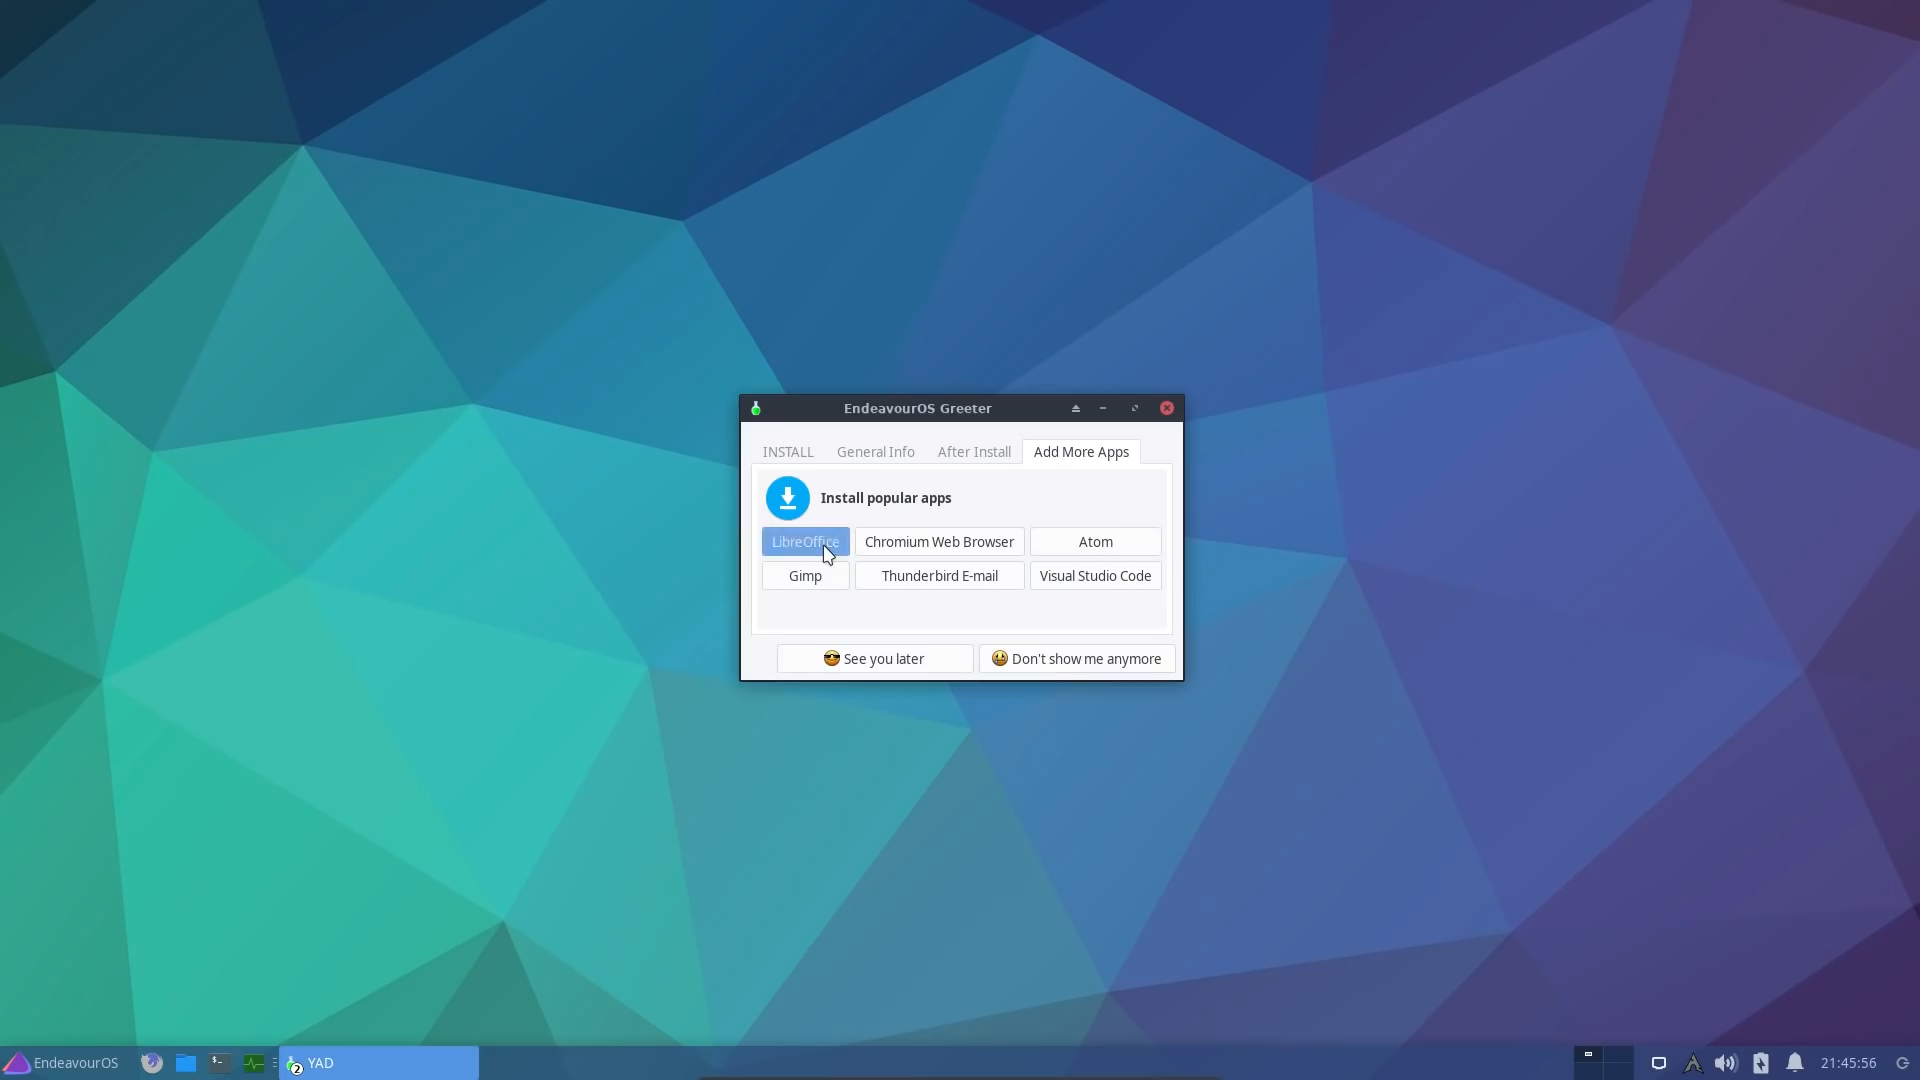 EndeavourOS Greeter
INSTALL General Info After Install Add More Apps
Install popular apps
LibreOffice Chromium Web Browser Atom
Gimp Thunderbird E-mail Visual Studio Code
See you later Don't show me anymore
EndeavourOS 2 YAD 21:45:56